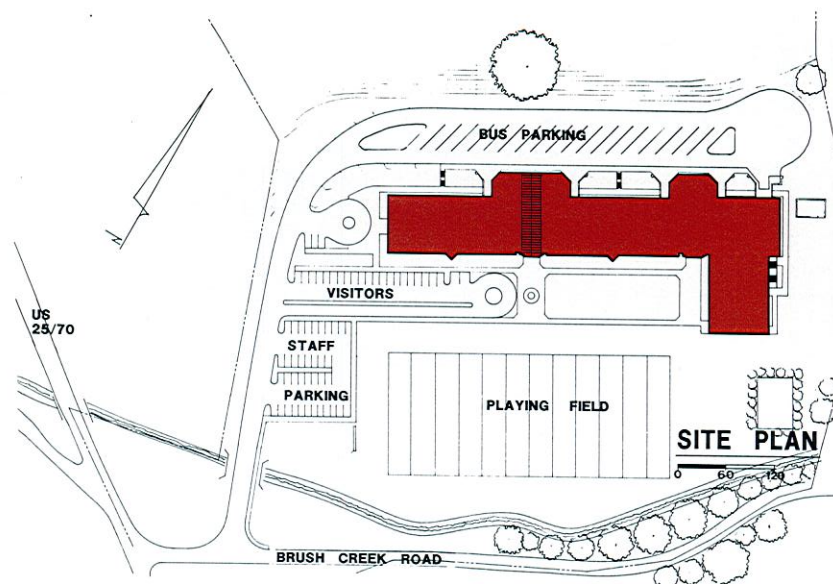 BUS PARKING
N
VISITORS
US
25/70
STAFF
PARKING
PLAYING FIELD
SITE PLAN
0 60 120
BRUSH CREEK ROAD